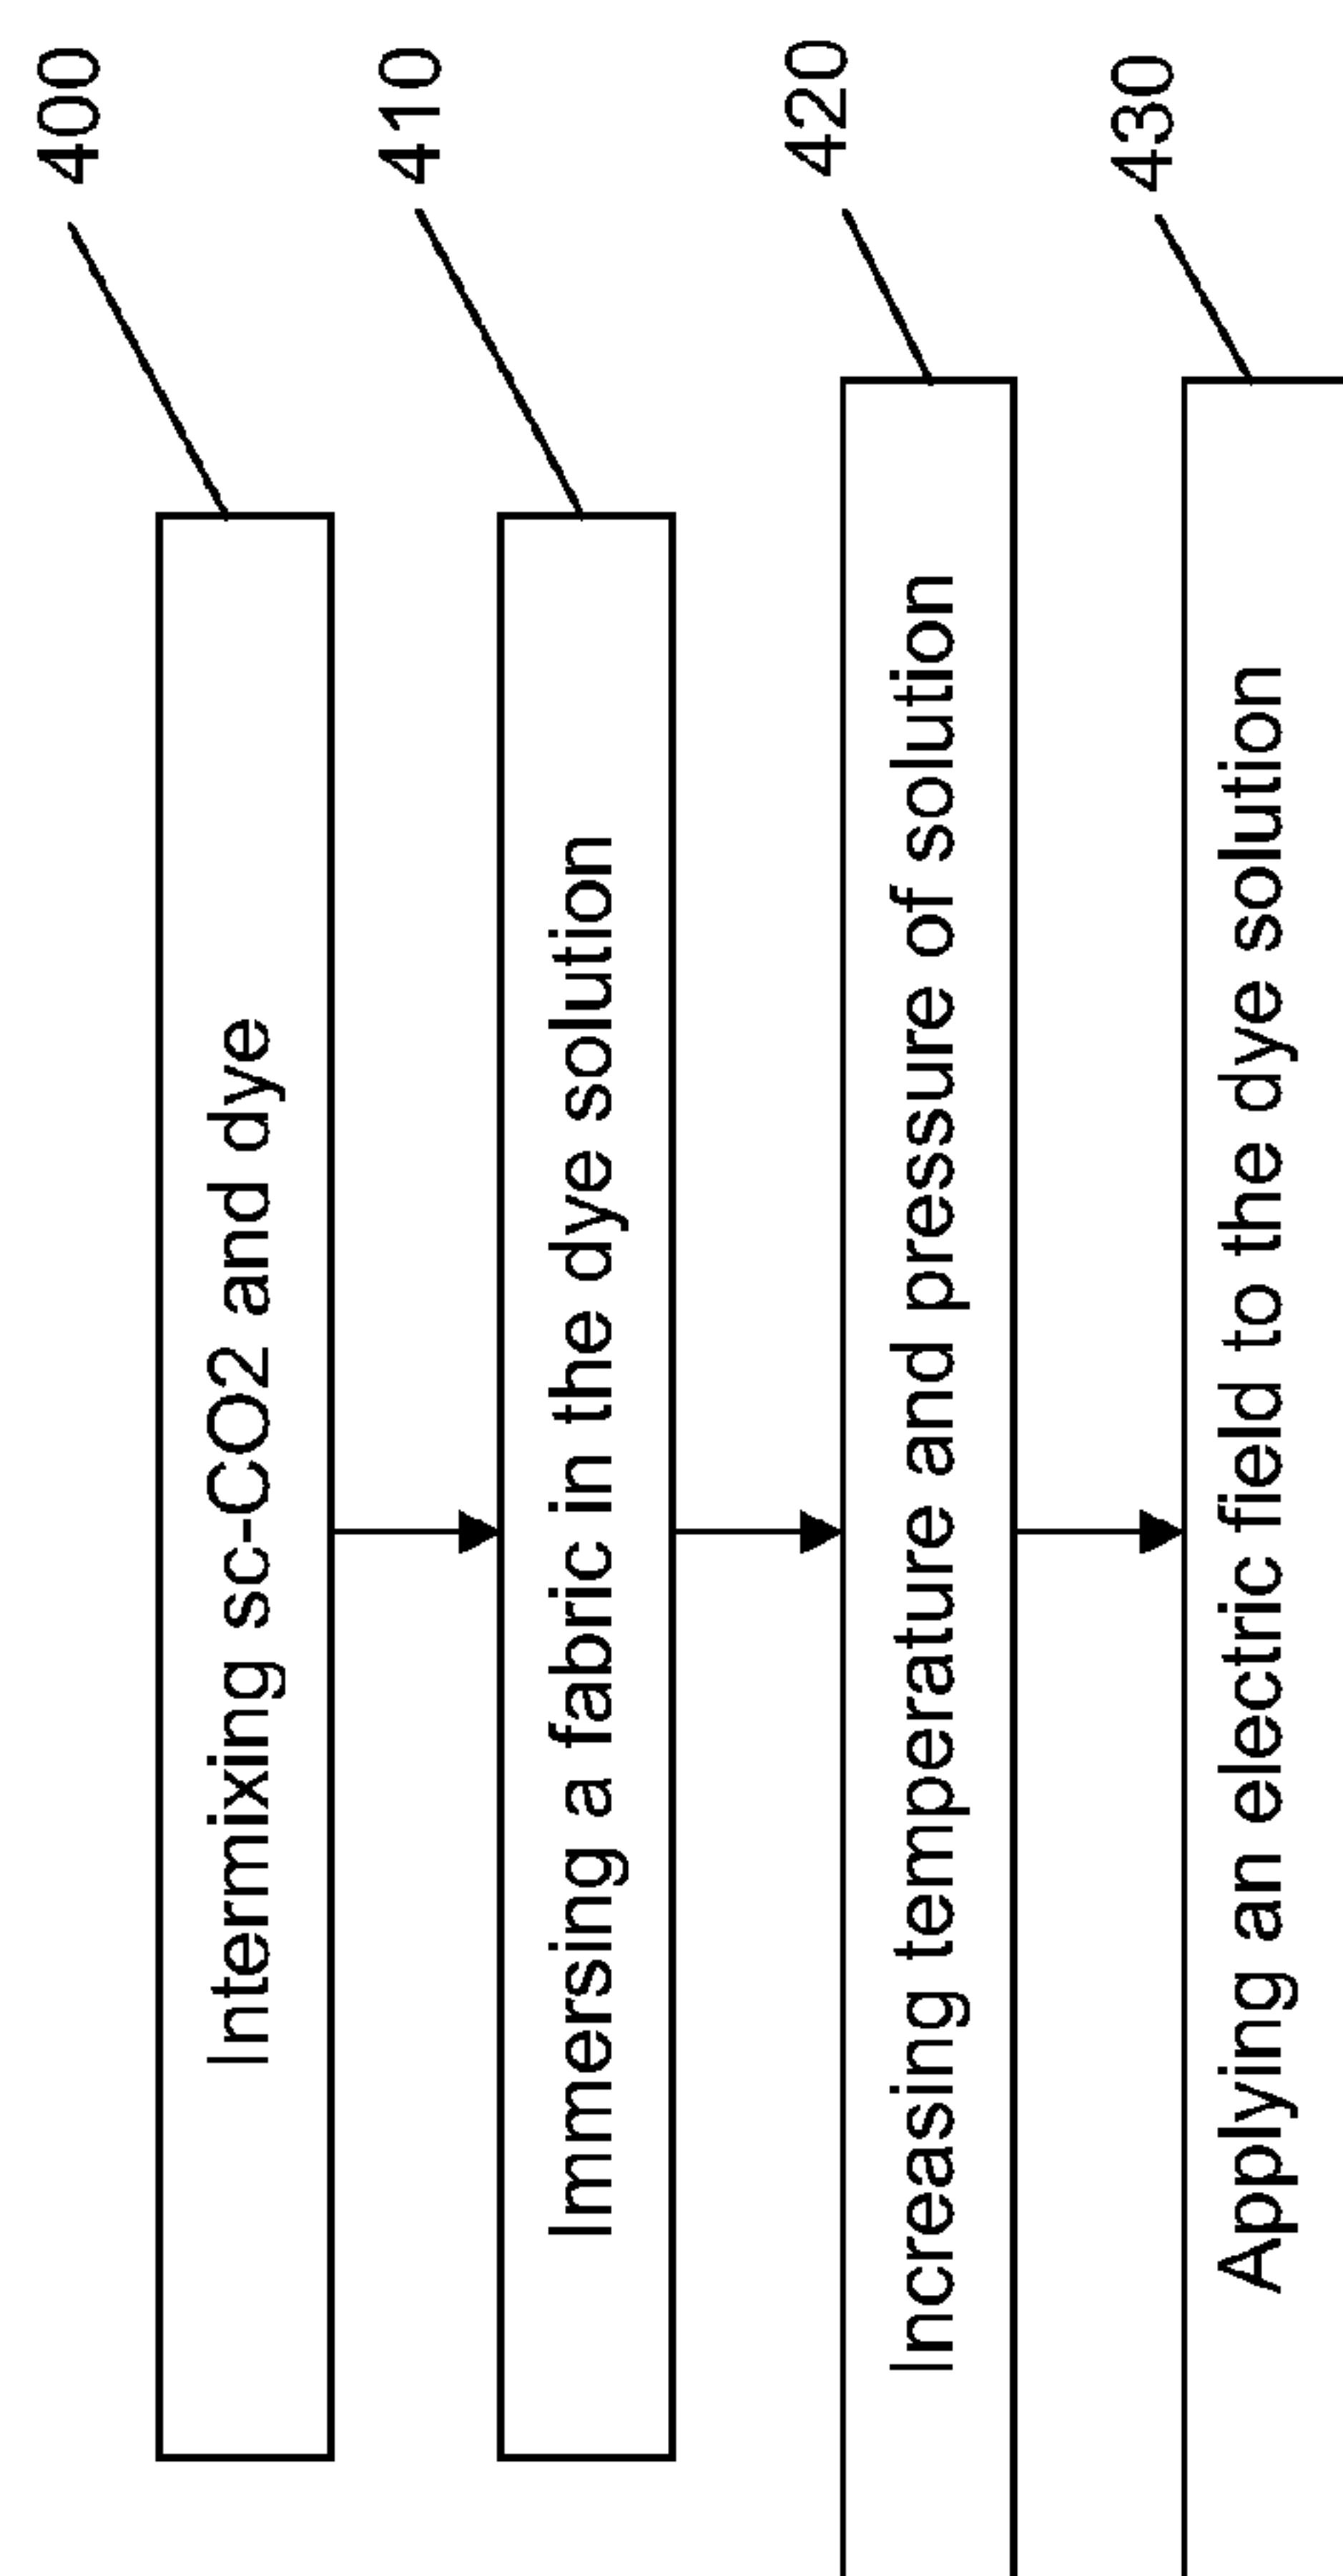 400
Intermixing sc-CO2 and dye
410
Immersing a fabric in the dye solution
420
Increasing temperature and pressure of solution
430
Applying an electric field to the dye solution